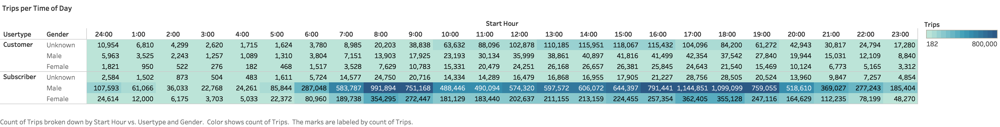 Trips per Time of Day
Start Hour
Trips
Usertype Gender 24:00 1:00 2:00 3:00 4:00 5:00 6:00 7:00 8:00 9:00 10:00 11:00 12:00 13:00 14:00 15:00 16:00 17:00 18:00 19:00 20:00 21:00 22:00 23:00
182 800,000
Customer Unknown 10,954 6,810 4,299 2,620 1,715 1,624 3,780 8,985 20,203 38,838 63,632 88,096 102,878 110,185 115,951 118,067 115,432 104,096 84,200 61,272 42,943 30,817 24,794 17,280
Male 5,963 3,525 2,243 1,257 1,089 1,310 3,804 7,151 13,903 17,925 23,193 30,134 35,999 38,861 40,897 41,816 41,499 42,354 37,542 27,840 19,944 15,031 12,109 8,840
Female 1,821 950 522 276 182 468 1,517 3,528 7,629 10,783 15,331 20,479 24,251 26,168 26,657 26,381 25,845 24,643 21,540 15,469 10,124 6,773 5,165 3,312
Subscriber Unknown 2,584 1,502 873 504 483 1,611 5,724 14,577 24,750 20,716 14,334 14,289 16,479 16,868 16,955 17,905 21,227 28,756 28,505 20,524 13,960 9,847 7,257 4,854
Male 107,593 61,066 36,033 22,768 24,261 85,844 287,048 583,787 991,894 751,168 488,446 490,094 574,320 597,572 606,072 644,397 791,441 1,144,851 1,099,099 759,055 518,610 369,027 277,243 185,404
Female 24,614 12,000 6,175 3,703 5,033 22,372 80,960 189,738 354,295 272,447 181,129 183,440 202,637 211,155 213,159 224,455 257,354 362,405 355,128 247,116 164,629 112,235 78,199 48,270
Count of Trips broken down by Start Hour vs. Usertype and Gender. Color shows count of Trips. The marks are labeled by count of Trips.